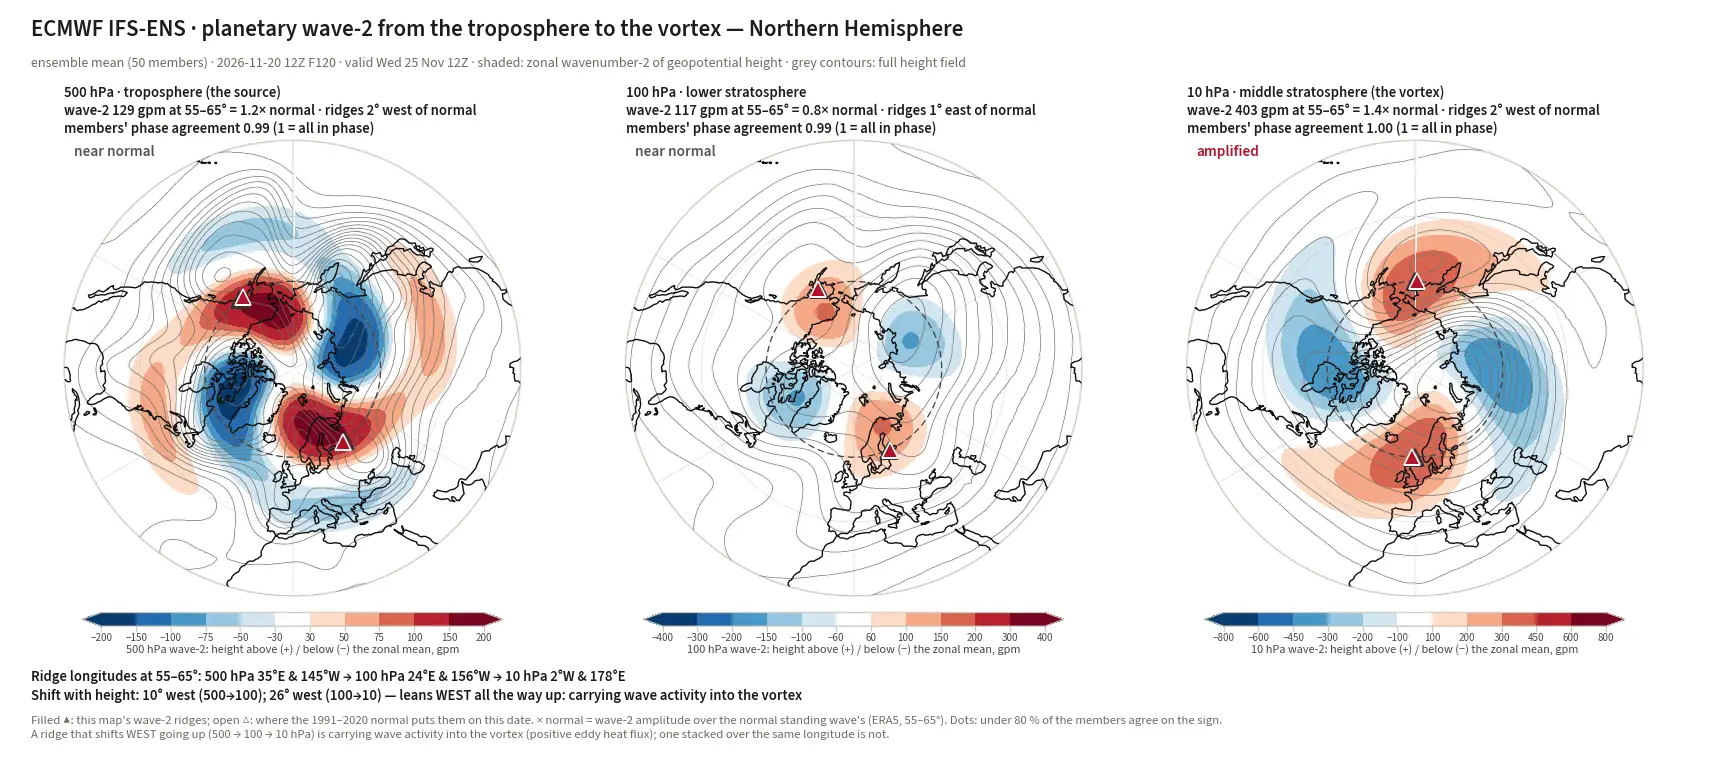 ECMWF IFS-ENS · planetary wave-2 from the troposphere to the vortex — Northern Hemisphere
ensemble mean (50 members) · 2026-11-20 12Z F120 · valid Wed 25 Nov 12Z · shaded: zonal wavenumber-2 of geopotential height · grey contours: full height field
500 hPa · troposphere (the source)
wave-2 129 gpm at 55–65° = 1.2× normal · ridges 2° west of normal
members' phase agreement 0.99 (1 = all in phase)
near normal
100 hPa · lower stratosphere
wave-2 117 gpm at 55–65° = 0.8× normal · ridges 1° east of normal
members' phase agreement 0.99 (1 = all in phase)
near normal
10 hPa · middle stratosphere (the vortex)
wave-2 403 gpm at 55–65° = 1.4× normal · ridges 2° west of normal
members' phase agreement 1.00 (1 = all in phase)
amplified
−200 −150 −100 −75 −50 −30 30 50 75 100 150 200
500 hPa wave-2: height above (+) / below (−) the zonal mean, gpm
−400 −300 −200 −150 −100 −60 60 100 150 200 300 400
100 hPa wave-2: height above (+) / below (−) the zonal mean, gpm
−800 −600 −450 −300 −200 −100 100 200 300 450 600 800
10 hPa wave-2: height above (+) / below (−) the zonal mean, gpm
Ridge longitudes at 55–65°: 500 hPa 35°E & 145°W → 100 hPa 24°E & 156°W → 10 hPa 2°W & 178°E
Shift with height: 10° west (500→100); 26° west (100→10) — leans WEST all the way up: carrying wave activity into the vortex
Filled ▲: this map's wave-2 ridges; open △: where the 1991–2020 normal puts them on this date. × normal = wave-2 amplitude over the normal standing wave's (ERA5, 55–65°). Dots: under 80 % of the members agree on the sign.
A ridge that shifts WEST going up (500 → 100 → 10 hPa) is carrying wave activity into the vortex (positive eddy heat flux); one stacked over the same longitude is not.